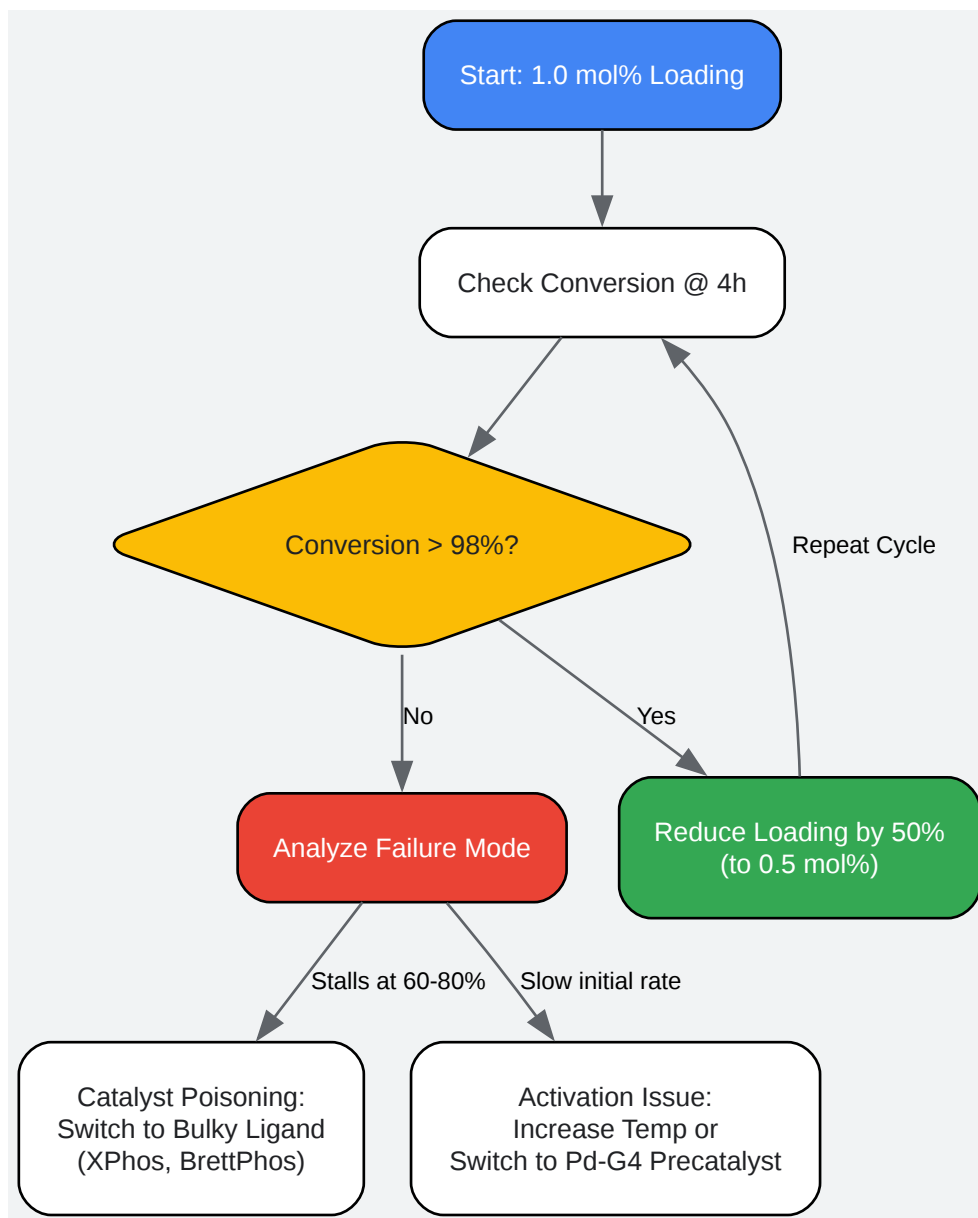 Start: 1.0 mol% Loading
Check Conversion @ 4h
Conversion > 98%?
Repeat Cycle
No
Yes
Analyze Failure Mode
Reduce Loading by 50%
(to 0.5 mol%)
Stalls at 60-80%
Slow initial rate
Catalyst Poisoning:
Switch to Bulky Ligand
(XPhos, BrettPhos)
Activation Issue:
Increase Temp or
Switch to Pd-G4 Precatalyst